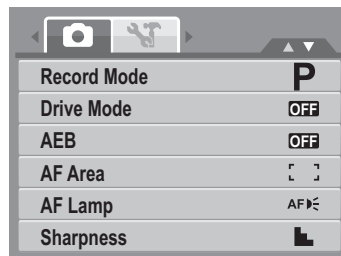 Record Mode P
Drive Mode OFF
AEB OFF
AF Area
AF Lamp AF
Sharpness